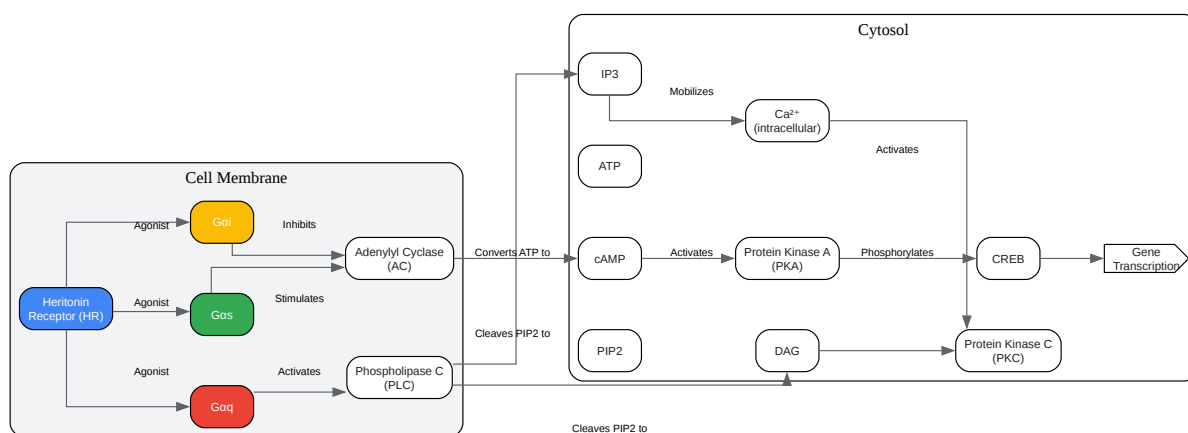 Cytosol
IP3
Mobilizes
Ca²⁺
(intracellular)
Activates
ATP
Cell Membrane
Agonist
Gαi
Inhibits
Adenylyl Cyclase
(AC)
Converts ATP to
cAMP
Activates
Protein Kinase A
(PKA)
Phosphorylates
CREB
Gene
Transcription
Heritonin
Receptor (HR)
Agonist
Gαs
Stimulates
Cleaves PIP2 to
PIP2
DAG
Protein Kinase C
(PKC)
Agonist
Gαq
Activates
Phospholipase C
(PLC)
Cleaves PIP2 to